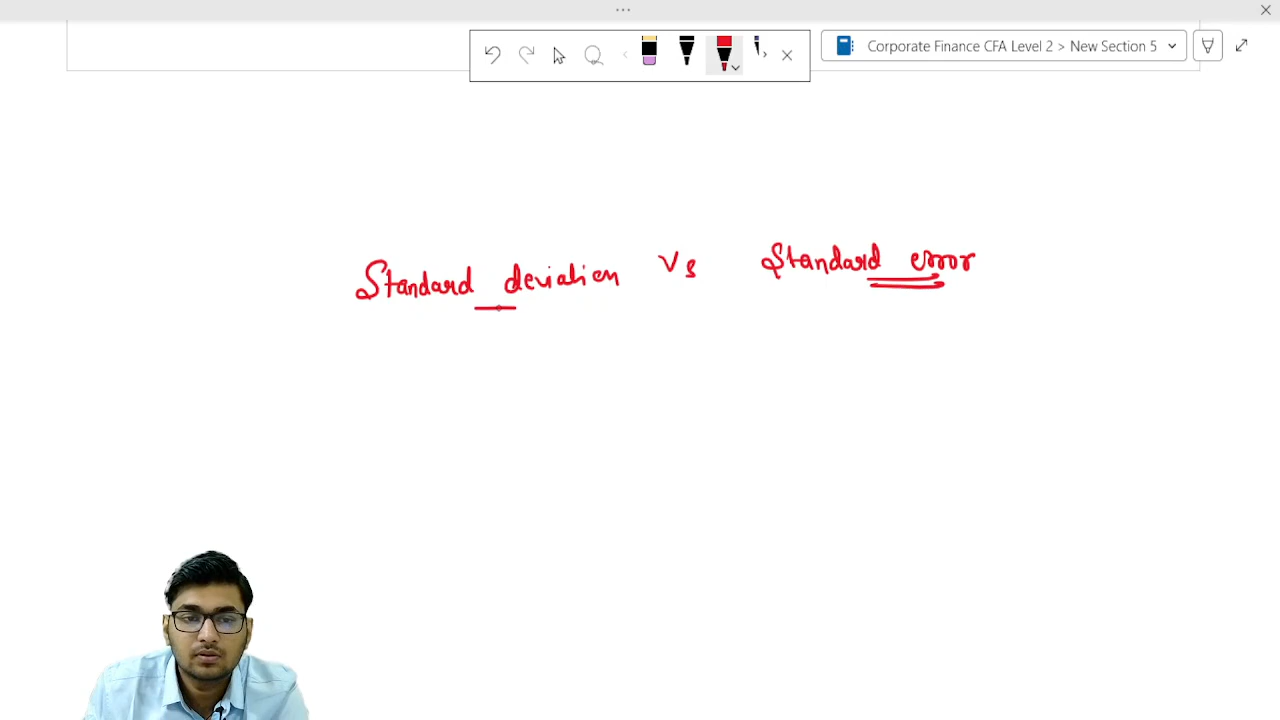 Corporate Finance CFA Level 2 > New Section 5
Standard deviation Vs Standard error